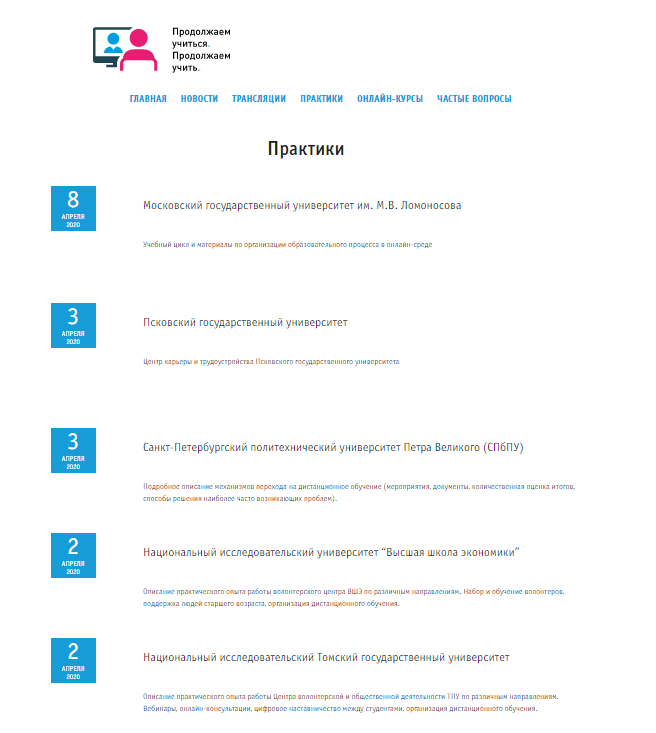 Продолжаем
учиться.
Продолжаем
учить.
ГЛАВНАЯ НОВОСТИ ТРАНСЛЯЦИИ ПРАКТИКИ ОНЛАЙН-КУРСЫ ЧАСТЫЕ ВОПРОСЫ
Практики
8
АПРЕЛЯ
2020
Московский государственный университет им. М.В. Ломоносова
Учебный цикл и материалы по организации образовательного процесса в онлайн-среде
3
АПРЕЛЯ
2020
Псковский государственный университет
Центр карьеры и трудоустройства Псковского государственного университета
3
АПРЕЛЯ
2020
Санкт-Петербургский политехнический университет Петра Великого (СПбПУ)
Подробное описание механизмов перехода на дистанционное обучение (мероприятия, документы, количественная оценка итогов,
способы решения наиболее часто возникающих проблем).
2
АПРЕЛЯ
2020
Национальный исследовательский университет “Высшая школа экономики”
Описание практического опыта работы волонтерского центра ВШЭ по различным направлениям. Набор и обучение волонтеров,
поддержка людей старшего возраста, организация дистанционного обучения.
2
АПРЕЛЯ
2020
Национальный исследовательский Томский государственный университет
Описание практического опыта работы Центра волонтерской и общественной деятельности ТПУ по различным направлениям.
Вебинары, онлайн-консультации, цифровое наставничество между студентами, организация дистанционного обучения.